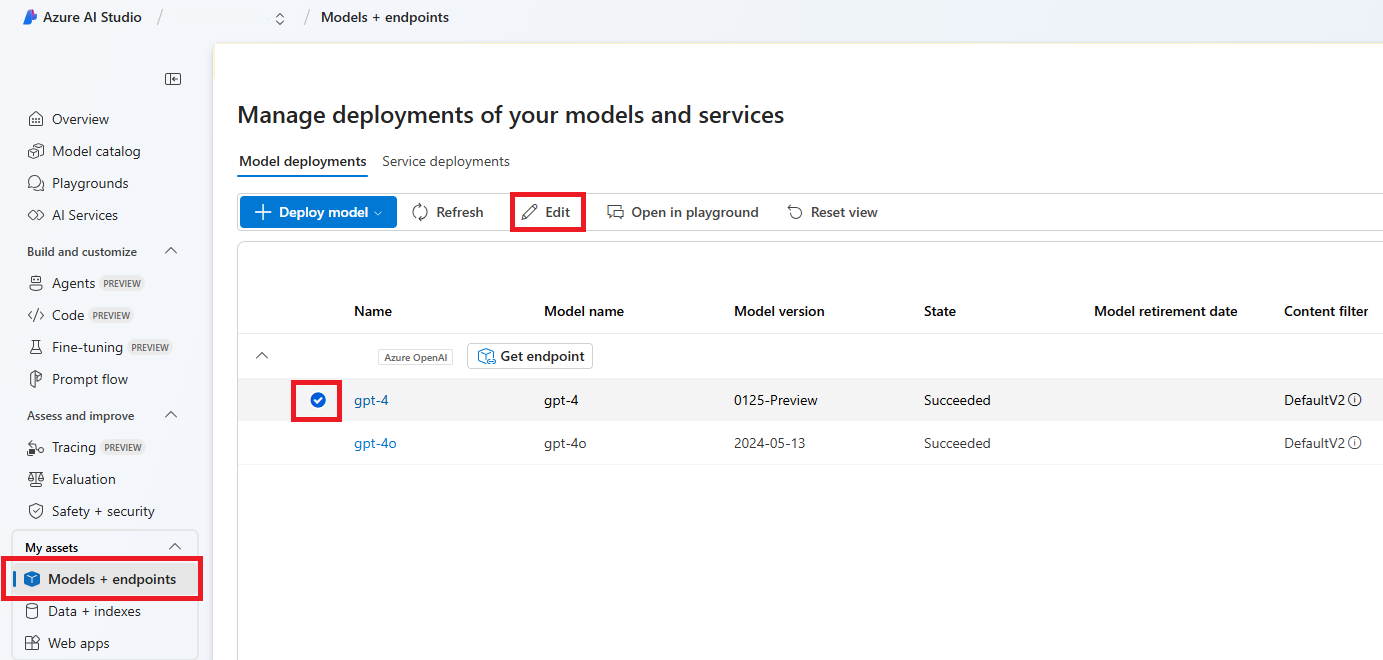 Azure AI Studio / / Models + endpoints
Overview
Model catalog
Playgrounds
AI Services
Build and customize
Agents PREVIEW
Code PREVIEW
Fine-tuning PREVIEW
Prompt flow
Assess and improve
Tracing PREVIEW
Evaluation
Safety + security
My assets
Models + endpoints
Data + indexes
Web apps
Manage deployments of your models and services
Model deployments Service deployments
Deploy model Refresh Edit Open in playground Reset view
Name Model name Model version State Model retirement date Content filter
Azure OpenAI Get endpoint
gpt-4 gpt-4 0125-Preview Succeeded DefaultV2
gpt-4o gpt-4o 2024-05-13 Succeeded DefaultV2